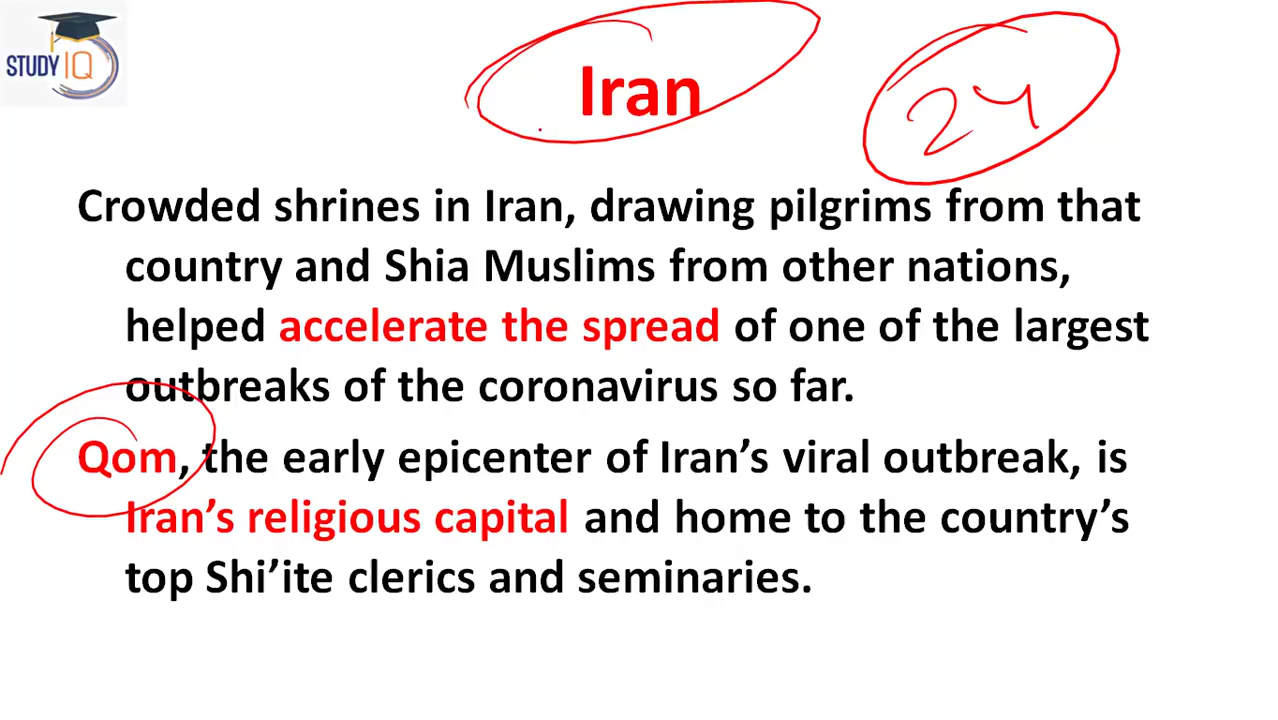 STUDY IQ
Iran
24
Crowded shrines in Iran, drawing pilgrims from that
country and Shia Muslims from other nations,
helped accelerate the spread of one of the largest
outbreaks of the coronavirus so far.
Qom, the early epicenter of Iran’s viral outbreak, is
Iran’s religious capital and home to the country’s
top Shi’ite clerics and seminaries.